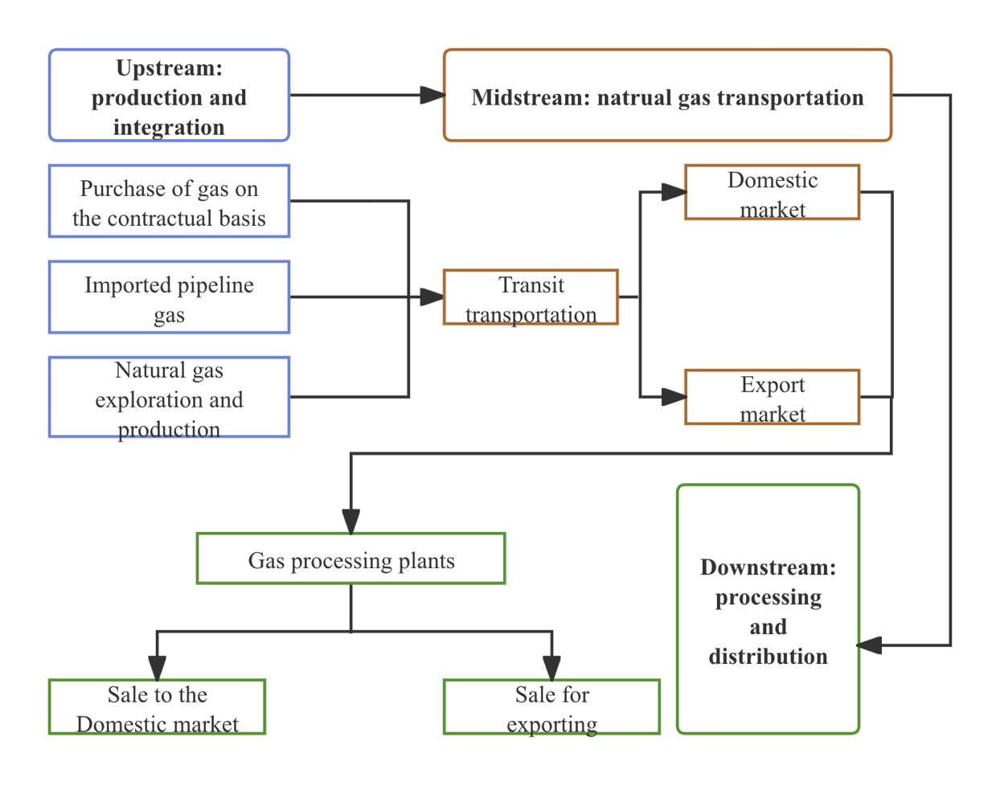 Upstream:
production and
integration
Midstream: natrual gas transportation
Purchase of gas on
the contractual basis
Domestic
market
Imported pipeline
gas
Transit
transportation
Natural gas
exploration and
production
Export
market
Gas processing plants
Downstream:
processing
and
distribution
Sale to the
Domestic market
Sale for
exporting